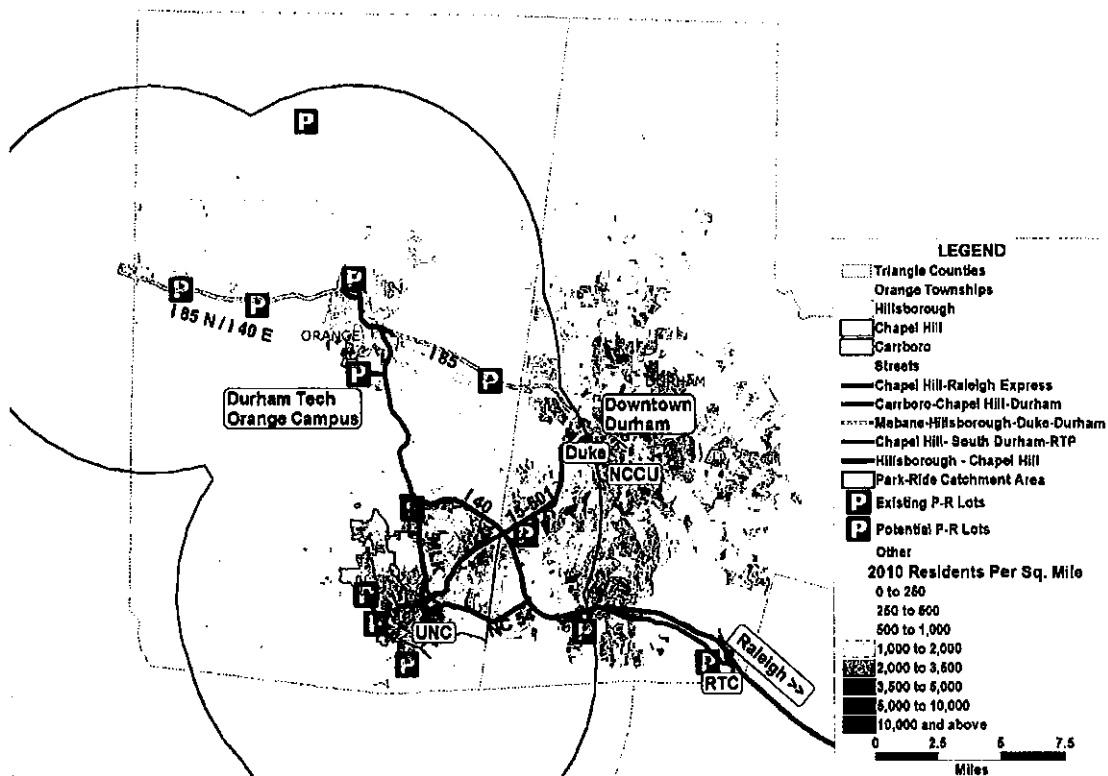 P
P
P
P
I 85 N / I 40 E
ORANGE
I 85
P
P
DURHAM
Durham Tech
Orange Campus
Downtown
Durham
Duke
NCCU
I 40
15-501
MLK
P
P
UNC
NC 54
P
P
RTC
Raleigh >>
LEGEND
Triangle Counties
Orange Townships
Hillsborough
Chapel Hill
Carrboro
Streets
Chapel Hill-Raleigh Express
Carrboro-Chapel Hill-Durham
Mebane-Hillsborough-Duke-Durham
Chapel Hill- South Durham-RTP
Hillsborough - Chapel Hill
Park-Ride Catchment Area
P Existing P-R Lots
P Potential P-R Lots
Other
2010 Residents Per Sq. Mile
0 to 250
250 to 500
500 to 1,000
1,000 to 2,000
2,000 to 3,500
3,500 to 5,000
5,000 to 10,000
10,000 and above
0 2.5 5 7.5
Miles